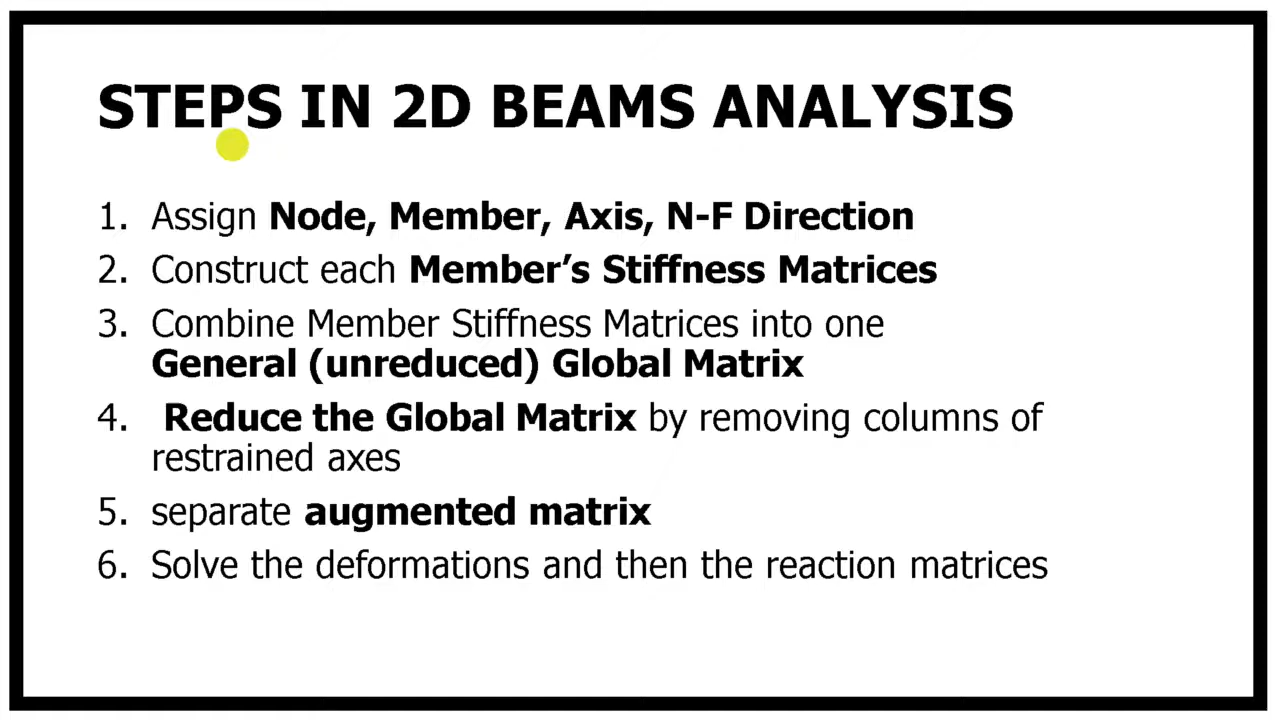 STEPS IN 2D BEAMS ANALYSIS
1. Assign Node, Member, Axis, N-F Direction
2. Construct each Member’s Stiffness Matrices
3. Combine Member Stiffness Matrices into one
General (unreduced) Global Matrix
4. Reduce the Global Matrix by removing columns of
restrained axes
5. separate augmented matrix
6. Solve the deformations and then the reaction matrices